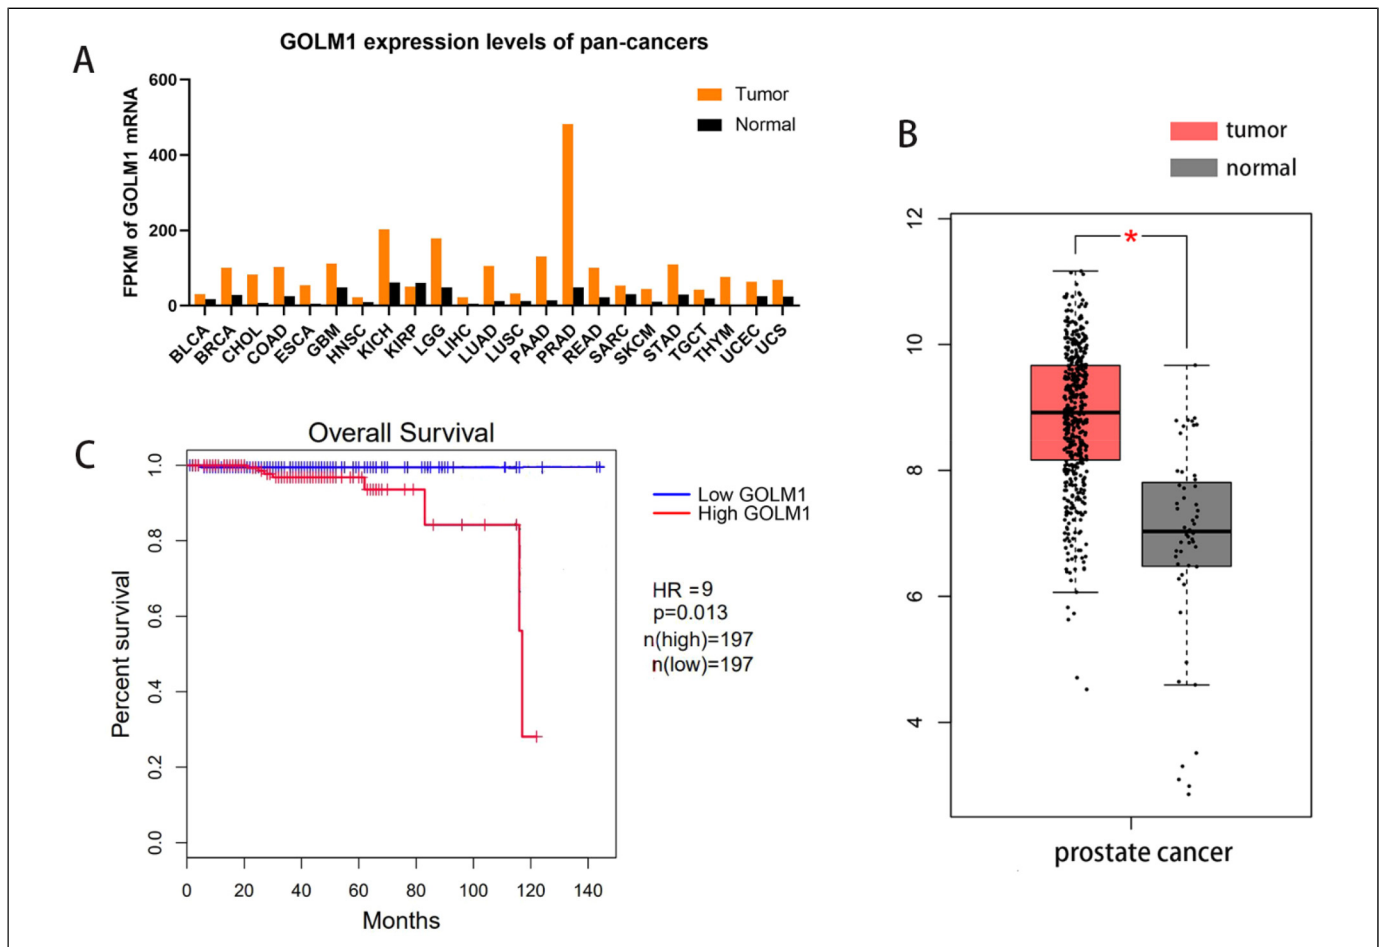 A
GOLM1 expression levels of pan-cancers
FPKM of GOLM1 mRNA
600
400
200
0
Tumor
Normal
BLCA
BRCA
CHOL
COAD
ESCA
GBM
HNSC
KICH
KIRP
LGG
LIHC
LUAD
LUSC
PAAD
PRAD
READ
SARC
SKCM
STAD
TGCT
THYM
UCEC
UCS
B
tumor
normal
12
10
8
6
4
*
prostate cancer
C
Overall Survival
Percent survival
1.0
0.8
0.6
0.4
0.2
0.0
0 20 40 60 80 100 120 140
Months
Low GOLM1
High GOLM1
HR =9
p=0.013
n(high)=197
n(low)=197